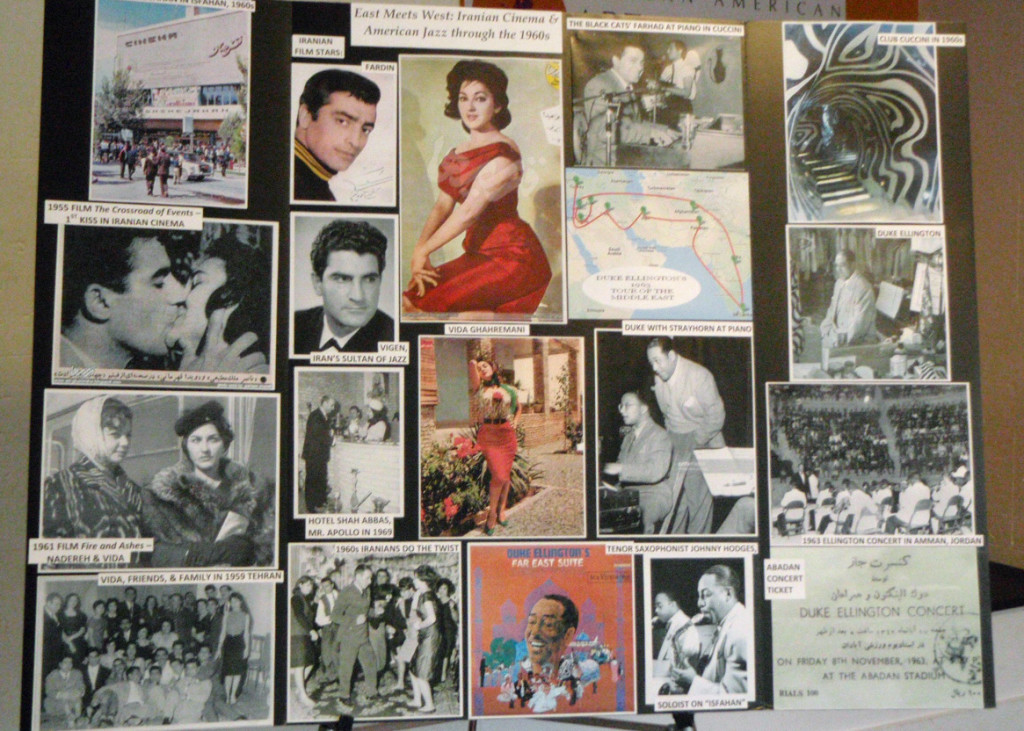 IN ISFAHAN, 1960s
East Meets West: Iranian Cinema &
American Jazz through the 1960s
AMERICAN
IRANIAN
FILM STARS:
FARDIN
THE BLACK CATS' FARHAD AT PIANO IN CUCCINI
CLUB CUCCINI IN 1960s
CINEMA
1955 FILM The Crossroad of Events –
1ST KISS IN IRANIAN CINEMA
VIGEN,
IRAN'S SULTAN OF JAZZ
VIDA GHAHREMANI
DUKE ELLINGTON'S
1963
TOUR OF THE
MIDDLE EAST
DUKE WITH STRAYHORN AT PIANO
DUKE ELLINGTON
1961 FILM Fire and Ashes –
NADEREH & VIDA
HOTEL SHAH ABBAS,
MR. APOLLO IN 1969
1963 ELLINGTON CONCERT IN AMMAN, JORDAN
VIDA, FRIENDS, & FAMILY IN 1959 TEHRAN
1960s IRANIANS DO THE TWIST
DUKE ELLINGTON'S
FAR EAST SUITE
TENOR SAXOPHONIST JOHNNY HODGES,
SOLOIST ON "ISFAHAN"
ABADAN
CONCERT
TICKET
کنسرت جاز
توسط
دوک الینگتون و همراهان
DUKE ELLINGTON CONCERT
ON FRIDAY 8TH NOVEMBER, 1963,
AT THE ABADAN STADIUM
RIALS 100